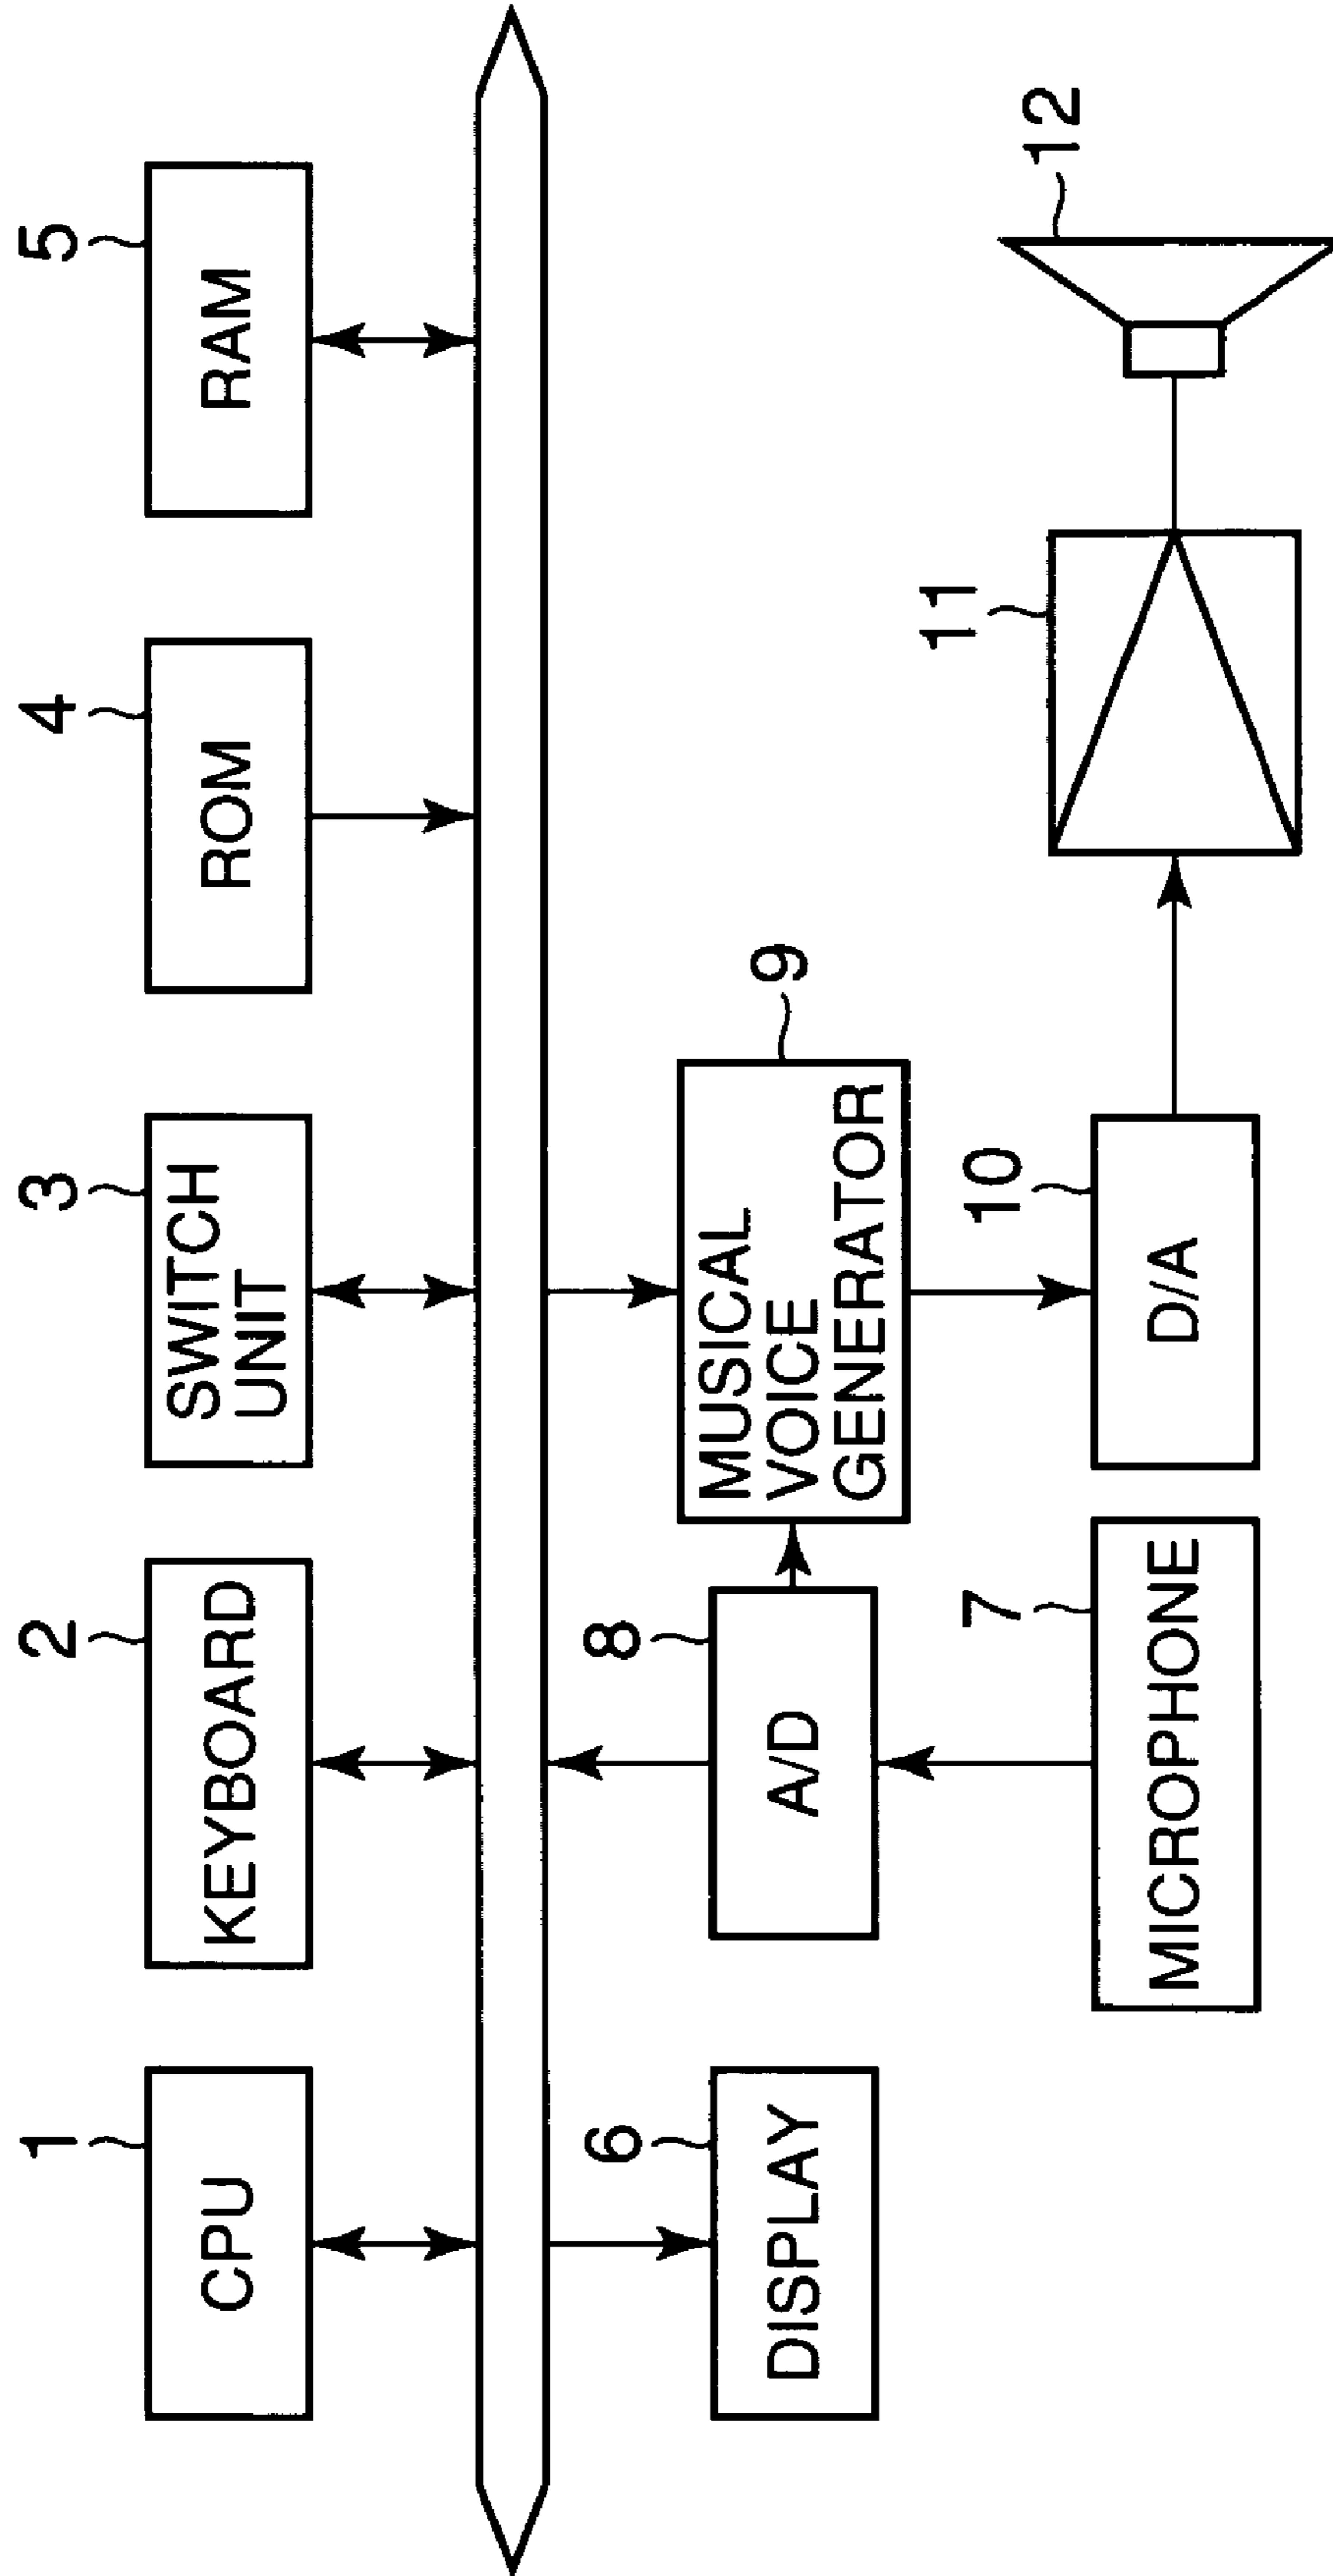 1
CPU
2
KEYBOARD
3
SWITCH
UNIT
4
ROM
5
RAM
6
DISPLAY
8
A/D
9
MUSICAL
VOICE
GENERATOR
7
MICROPHONE
10
D/A
11
12